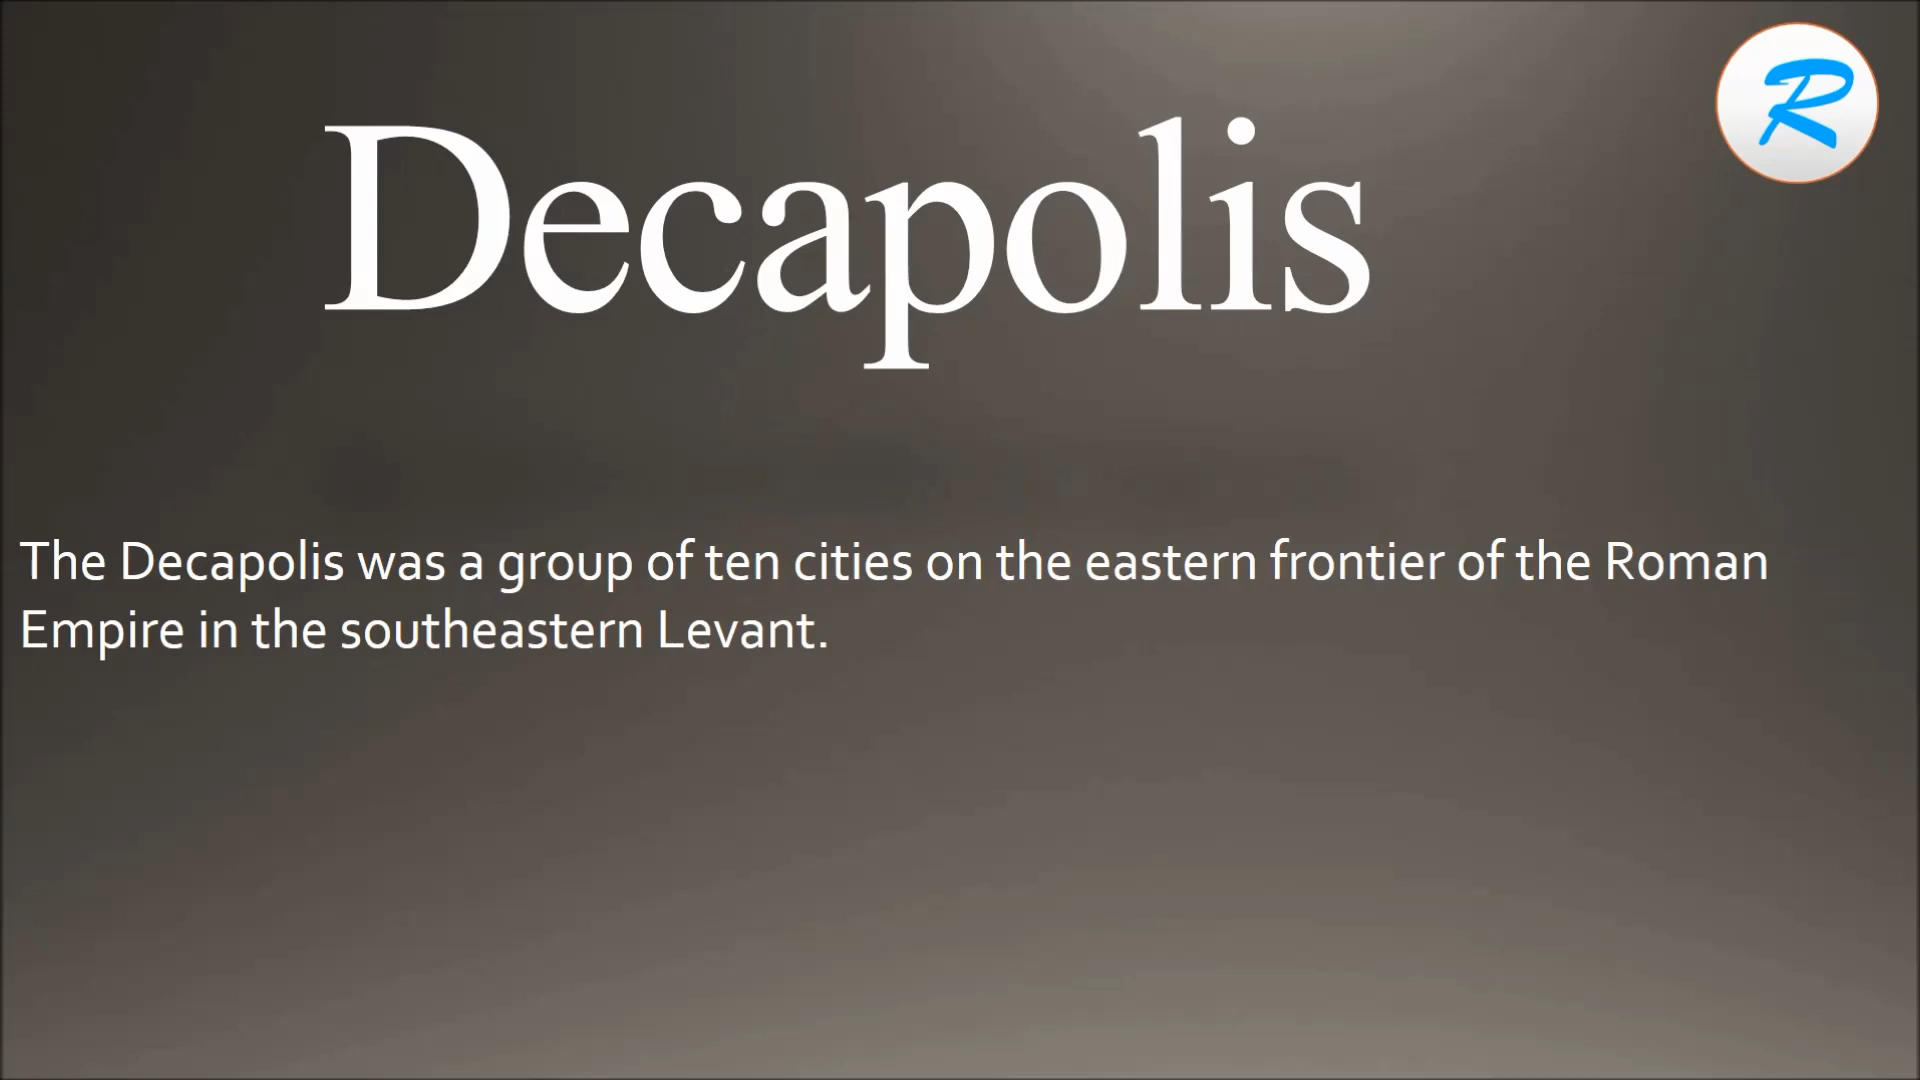 Decapolis
R
The Decapolis was a group of ten cities on the eastern frontier of the Roman
Empire in the southeastern Levant.